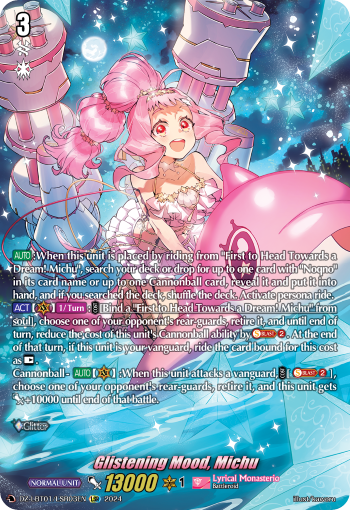 3
AUTO:When this unit is placed by riding from "First to Head Towards a
Dream! Michu", search your deck or drop for up to one card with "Noqno"
in its card name or up to one Cannonball card, reveal it and put it into
hand, and if you searched the deck, shuffle the deck. Activate persona ride.
ACT 1/Turn :[Bind a "First to Head Towards a Dream! Michu" from
soul], choose one of your opponent's rear-guards, retire it, and until end of
turn, reduce the cost of this unit's Cannonball ability by BLAST 2. At the end
of that turn, if this unit is your vanguard, ride the card bound for this cost
as
Cannonball- AUTO :When this unit attacks a vanguard, [BLAST 2],
choose one of your opponent's rear-guards, retire it, and this unit gets
+10000 until end of that battle.
Clinics
Glistening Mood, Michu
NORMAL UNIT 13000 1 Lyrical Monasterio
Battleroid
2024